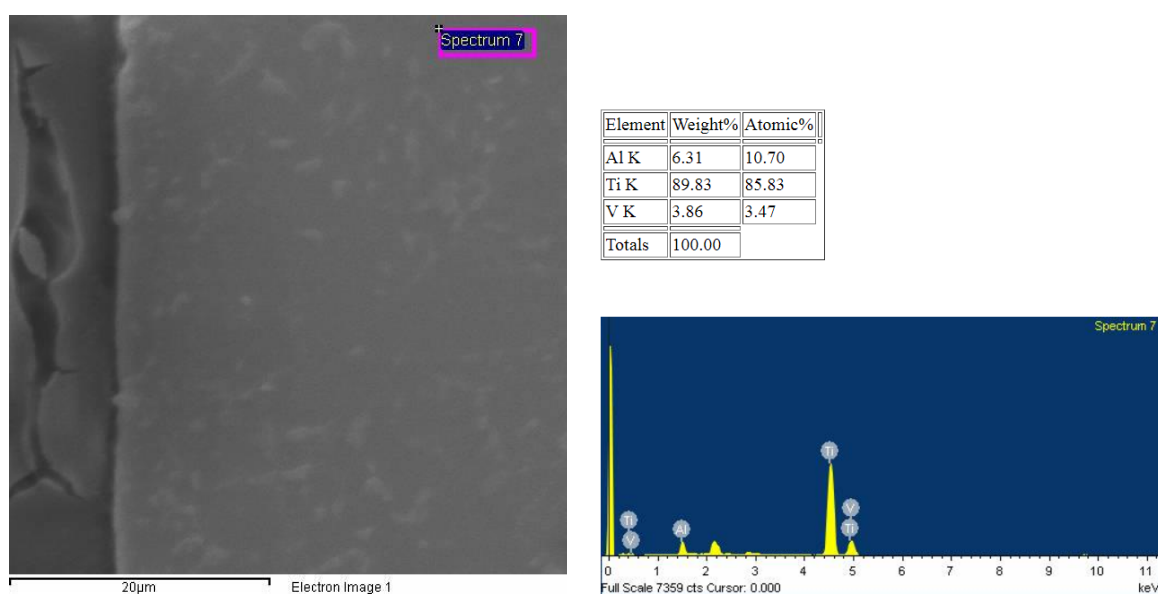 Spectrum 7
20µm
Electron Image 1
Element Weight% Atomic%
Al K 6.31 10.70
Ti K 89.83 85.83
V K 3.86 3.47
Totals 100.00
Spectrum 7
Ti
V
Al
Ti
V
Ti
0 1 2 3 4 5 6 7 8 9 10 11
Full Scale 7359 cts Cursor: 0.000
keV